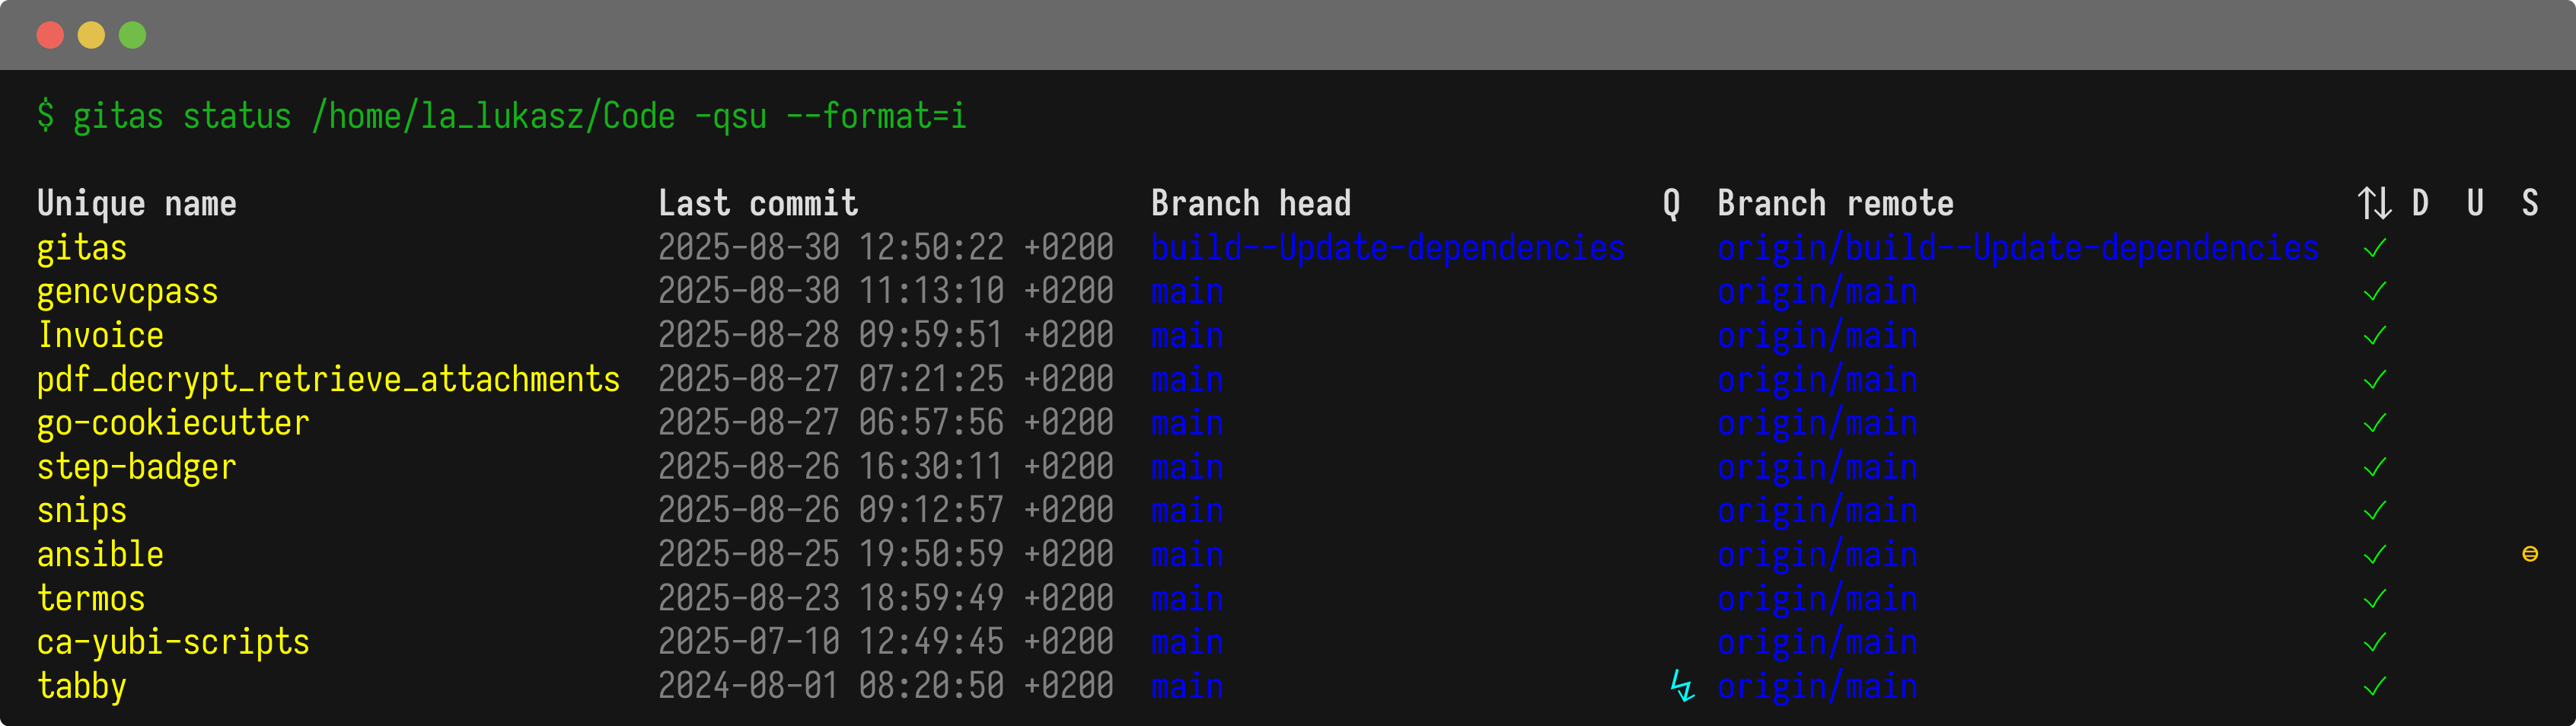 $ gitas status /home/la_lukasz/Code -qsu --format=i
Unique name Last commit Branch head Q Branch remote ↑↓ D U S
gitas 2025-08-30 12:50:22 +0200 build--Update-dependencies origin/build--Update-dependencies ✓
gencvcpass 2025-08-30 11:13:10 +0200 main origin/main ✓
Invoice 2025-08-28 09:59:51 +0200 main origin/main ✓
pdf_decrypt_retrieve_attachments 2025-08-27 07:21:25 +0200 main origin/main ✓
go-cookiecutter 2025-08-27 06:57:56 +0200 main origin/main ✓
step-badger 2025-08-26 16:30:11 +0200 main origin/main ✓
snips 2025-08-26 09:12:57 +0200 main origin/main ✓
ansible 2025-08-25 19:50:59 +0200 main origin/main ✓ ⊜
termos 2025-08-23 18:59:49 +0200 main origin/main ✓
ca-yubi-scripts 2025-07-10 12:49:45 +0200 main origin/main ✓
tabby 2024-08-01 08:20:50 +0200 main ↯ origin/main ✓